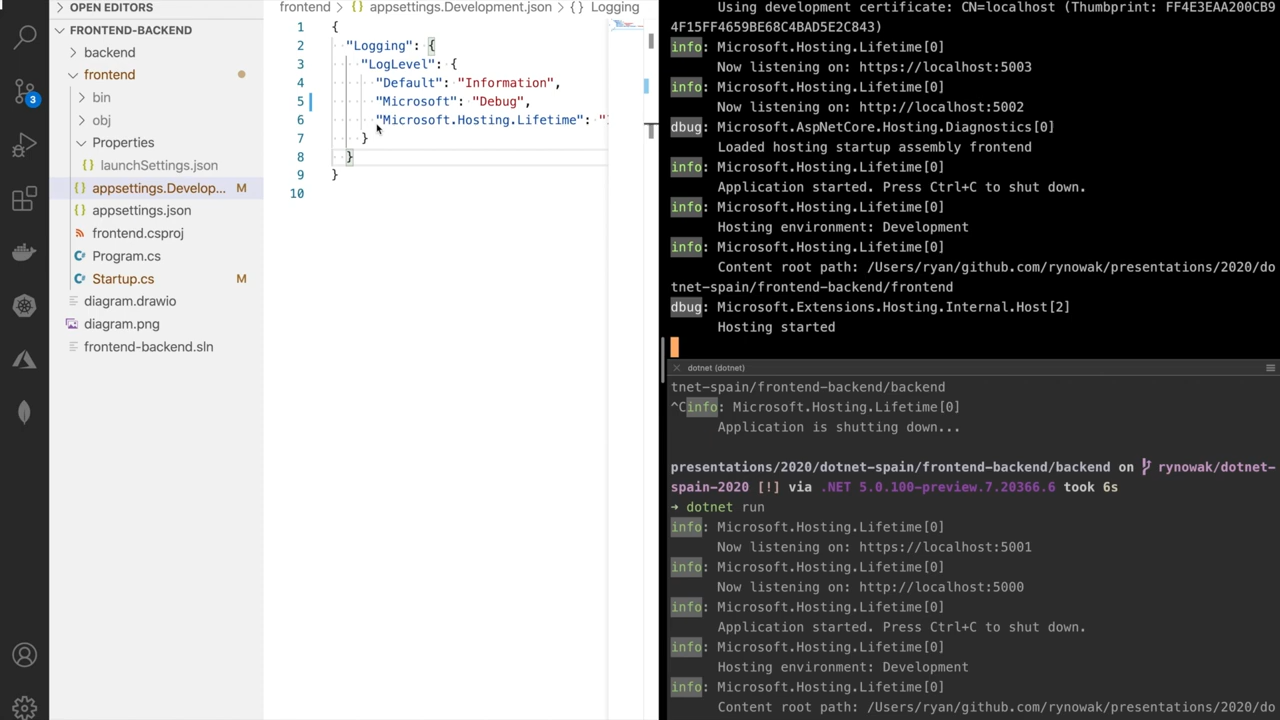 OPEN EDITORS
FRONTEND-BACKEND
backend
frontend
bin
obj
Properties
launchSettings.json
appsettings.Develop... M
appsettings.json
frontend.csproj
Program.cs
Startup.cs M
diagram.drawio
diagram.png
frontend-backend.sln
3
frontend > appsettings.Development.json > {} Logging
1 {
2 "Logging": {
3 "LogLevel": {
4 "Default": "Information",
5 "Microsoft": "Debug",
6 "Microsoft.Hosting.Lifetime": "
7 }
8 }
9 }
10
Using development certificate: CN=localhost (Thumbprint: FF4E3EAA200CB9
4F15FF4659BE68C4BAD5E2C843)
info: Microsoft.Hosting.Lifetime[0]
Now listening on: https://localhost:5003
info: Microsoft.Hosting.Lifetime[0]
Now listening on: http://localhost:5002
dbug: Microsoft.AspNetCore.Hosting.Diagnostics[0]
Loaded hosting startup assembly frontend
info: Microsoft.Hosting.Lifetime[0]
Application started. Press Ctrl+C to shut down.
info: Microsoft.Hosting.Lifetime[0]
Hosting environment: Development
info: Microsoft.Hosting.Lifetime[0]
Content root path: /Users/ryan/github.com/rynowak/presentations/2020/do
tnet-spain/frontend-backend/frontend
dbug: Microsoft.Extensions.Hosting.Internal.Host[2]
Hosting started
dotnet (dotnet)
tnet-spain/frontend-backend/backend
^Cinfo: Microsoft.Hosting.Lifetime[0]
Application is shutting down...
presentations/2020/dotnet-spain/frontend-backend/backend on rynowak/dotnet-
spain-2020 [!] via .NET 5.0.100-preview.7.20366.6 took 6s
➜ dotnet run
info: Microsoft.Hosting.Lifetime[0]
Now listening on: https://localhost:5001
info: Microsoft.Hosting.Lifetime[0]
Now listening on: http://localhost:5000
info: Microsoft.Hosting.Lifetime[0]
Application started. Press Ctrl+C to shut down.
info: Microsoft.Hosting.Lifetime[0]
Hosting environment: Development
info: Microsoft.Hosting.Lifetime[0]
Content root path: /Users/ryan/github.com/rynowak/presentations/2020/do